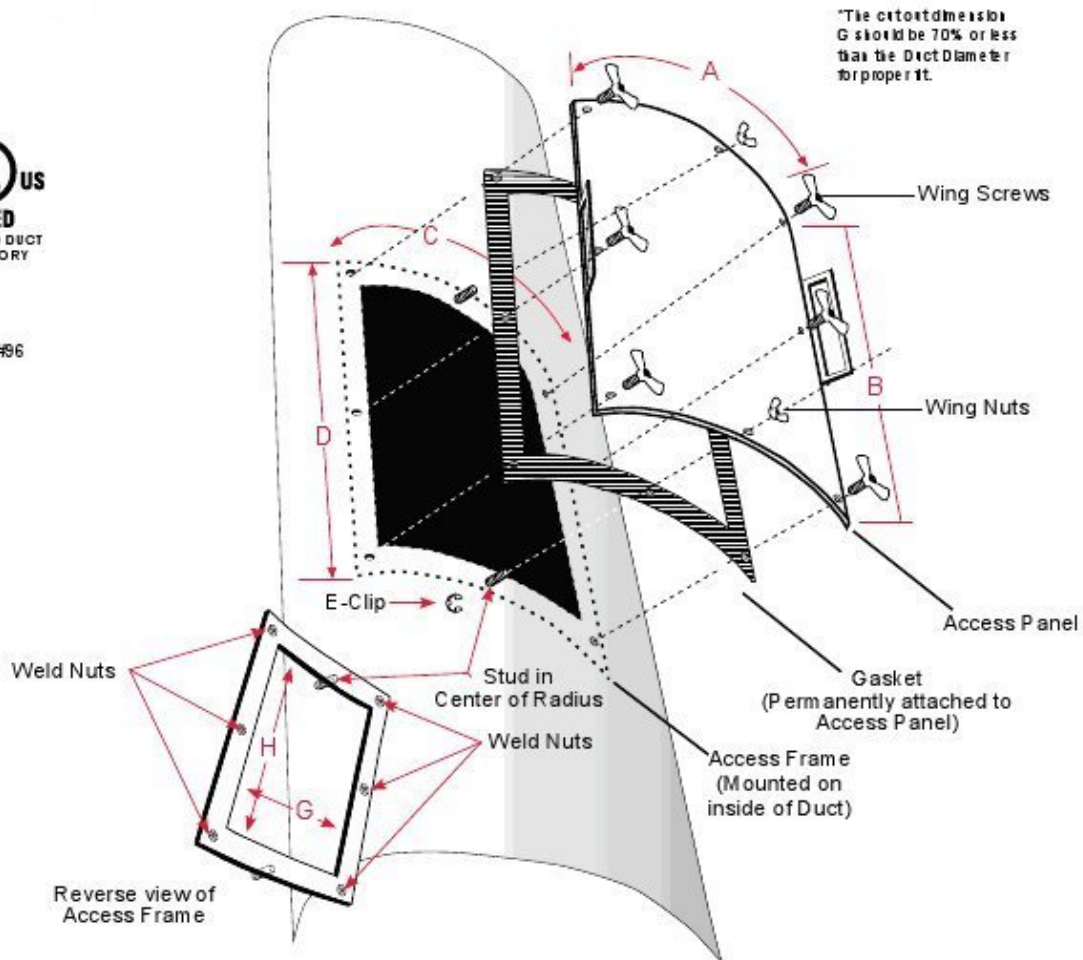 *The cutout dimension
G should be 70% or less
than the Duct Diameter
for proper fit.
A
US
DUCT
Wing Screws
C
#96
D
B
Wing Nuts
E-Clip
Access Panel
Weld Nuts
Stud in
Center of Radius
Gasket
(Permanently attached to
Access Panel)
Weld Nuts
H
G
Access Frame
(Mounted on
inside of Duct)
Reverse view of
Access Frame